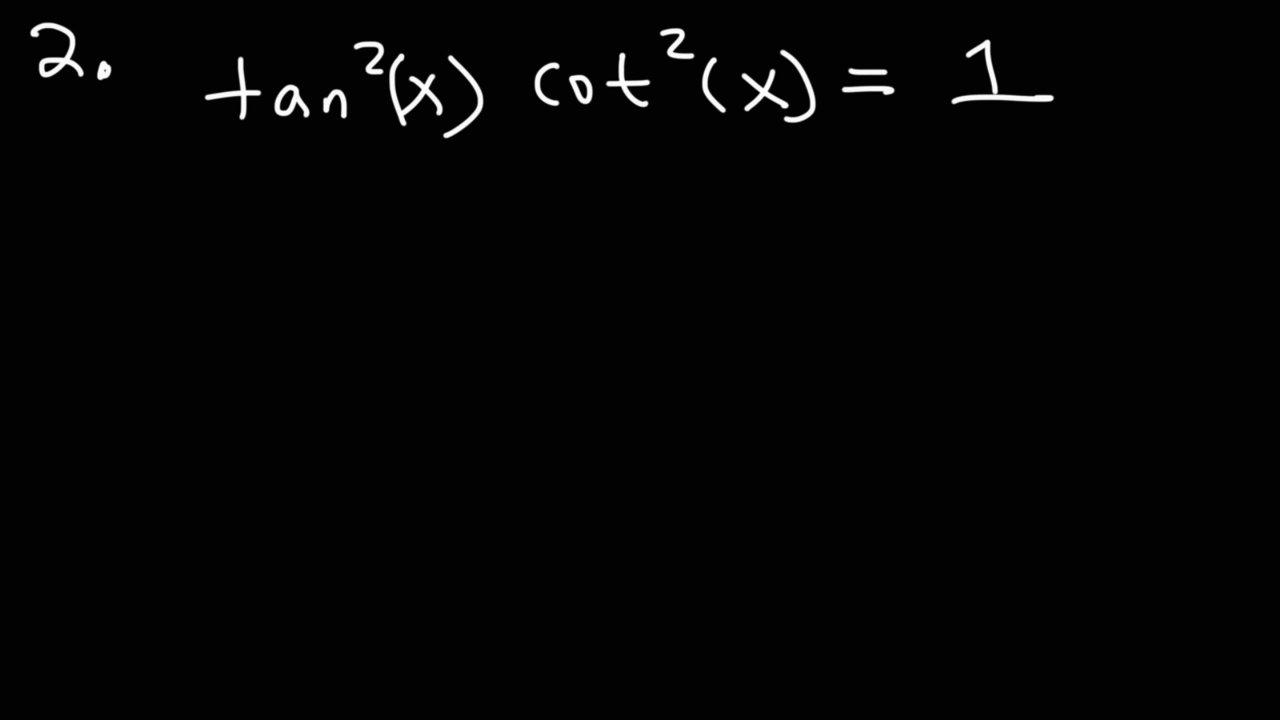 2. tan²(x) cot²(x) = 1